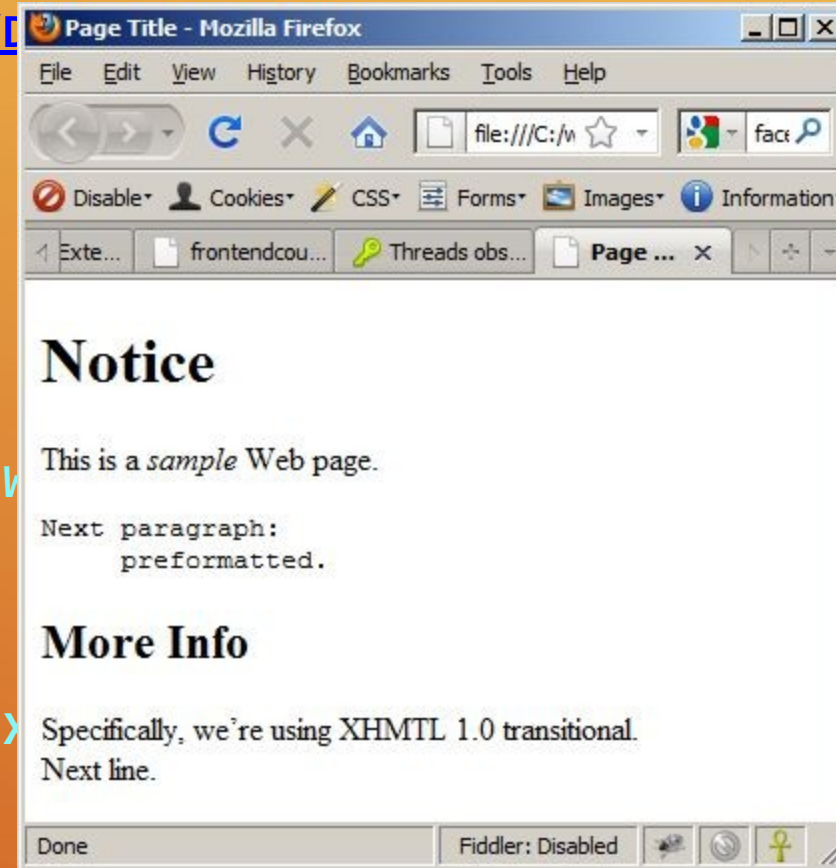 Page Title - Mozilla Firefox
File Edit View History Bookmarks Tools Help
file:///C:/w face
Disable Cookies CSS Forms Images Information
Exte... frontendcou... Threads obs... Page ...
Notice
This is a sample Web page.
Next paragraph:
preformatted.
More Info
Specifically, we’re using XHMTL 1.0 transitional.
Next line.
Done Fiddler: Disabled